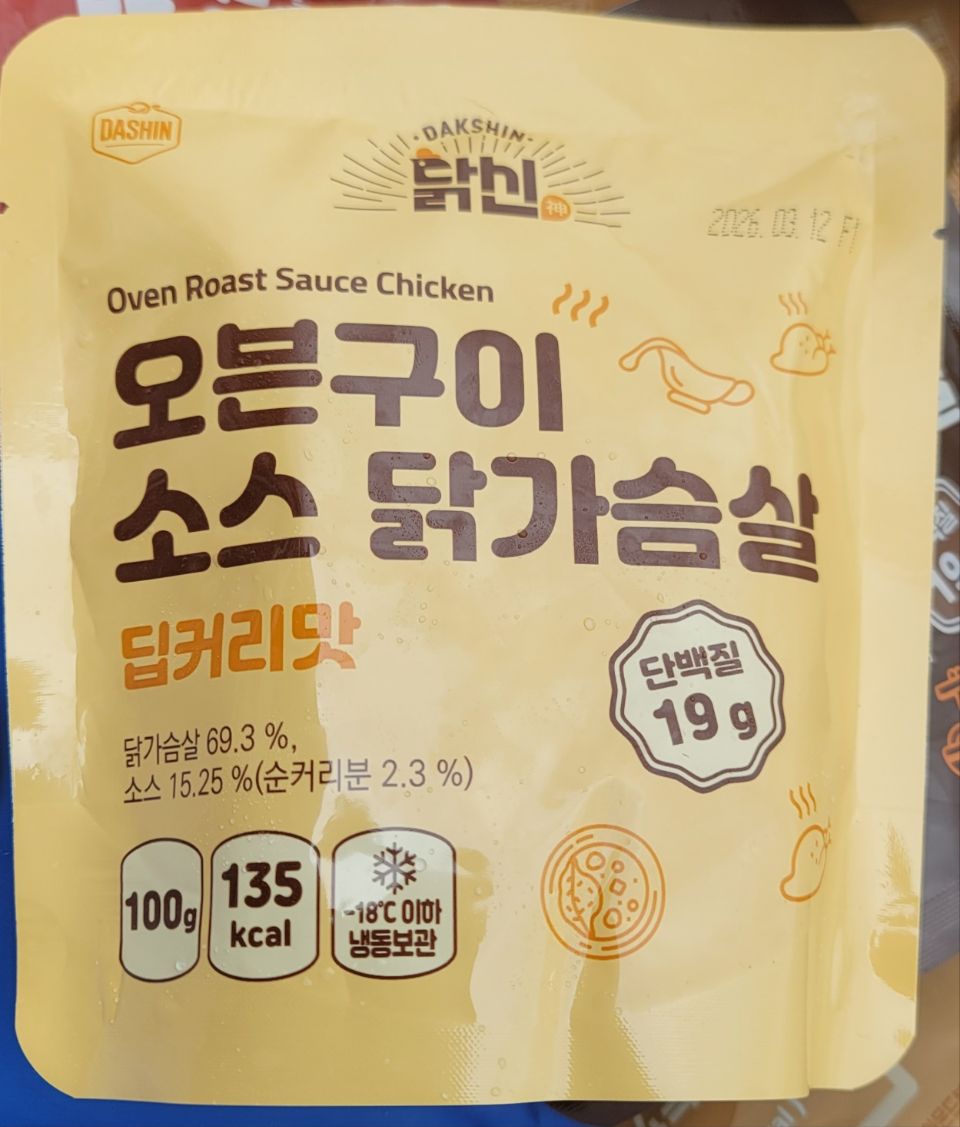 DASHIN
DAKSHIN
닭신
神
2026. 03. 12 F1
Oven Roast Sauce Chicken
오븐구이
소스 닭가슴살
딥커리맛
단백질
19 g
닭가슴살 69.3 %,
소스 15.25 %(순커리분 2.3 %)
100g
135
kcal
-18℃ 이하
냉동보관